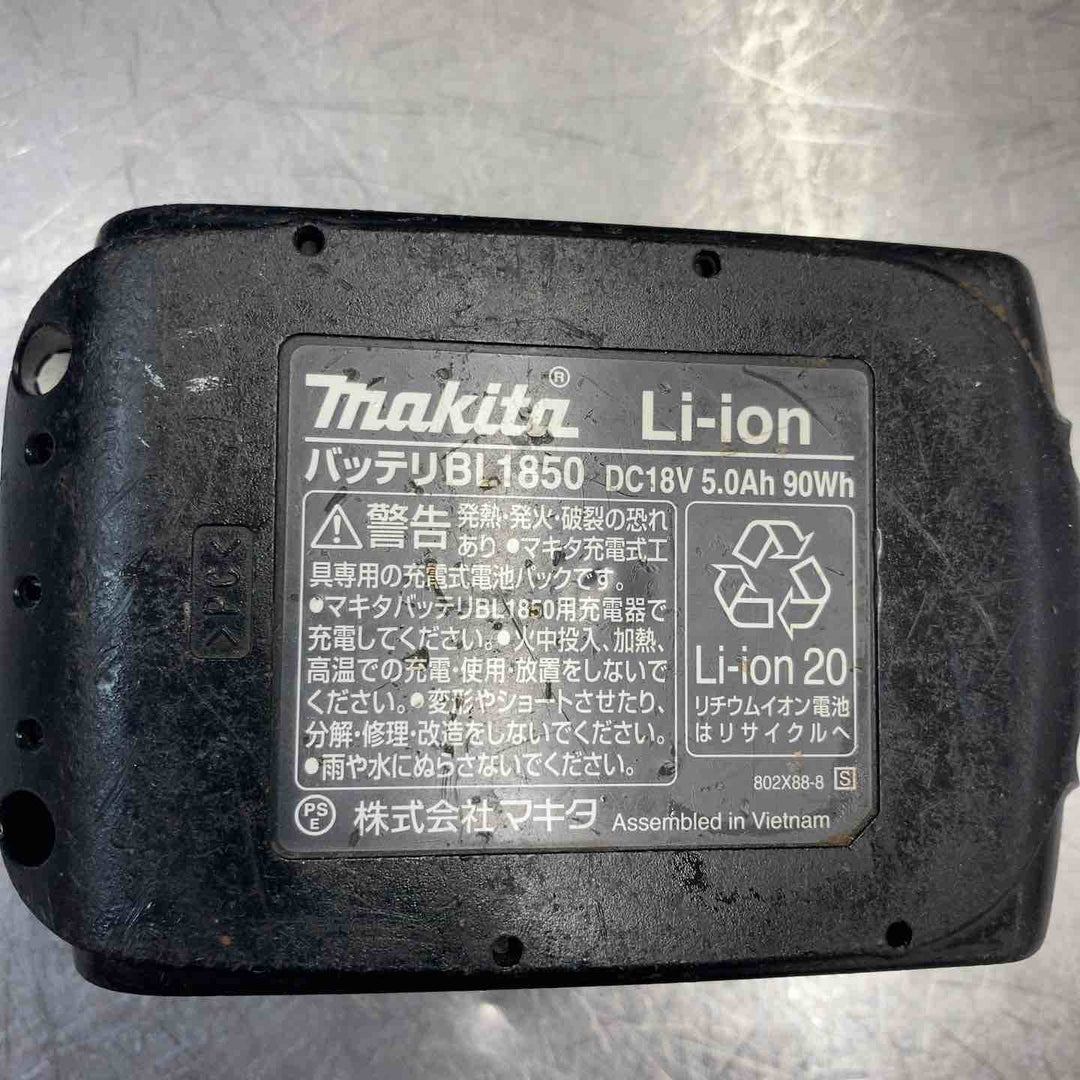 makita® Li-ion
バッテリBL1850 DC18V 5.0Ah 90Wh
警告 発熱・発火・破裂の恐れ
あり ●マキタ充電式工
具専用の充電式電池パックです。
●マキタバッテリBL1850用充電器で
充電してください。●火中投入、加熱、
高温での充電・使用・放置をしないで
ください。●変形やショートさせたり、
分解・修理・改造をしないでください。
●雨や水にぬらさないでください。
Li-ion 20
リチウムイオン電池
はリサイクルへ
802X88-8 S
PS
E
株式会社マキタ Assembled in Vietnam
>PC<